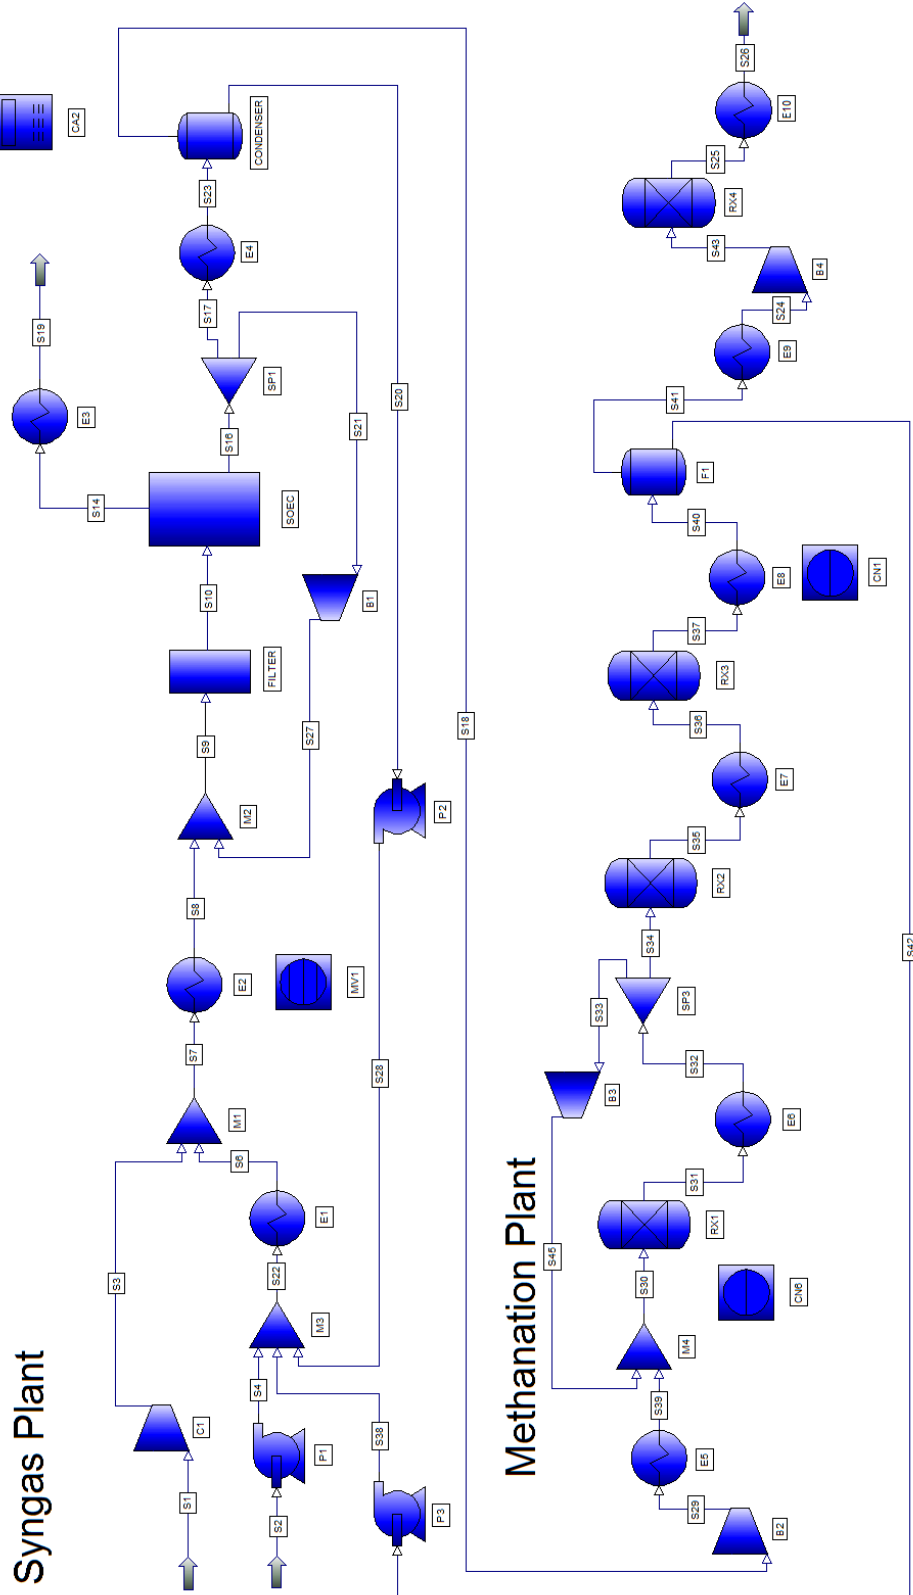 Syngas Plant
S1
C1
S3
S2
P1
S4
P3
S38
M3
S22
E1
S6
M1
S7
E2
S8
MV1
M2
S9
FILTER
S10
SOEC
S14
E3
S19
S16
SP1
S17
E4
S23
CONDENSER
CA2
S21
B1
S27
S20
P2
S28
S18
Methanation Plant
B2
S29
E5
S39
M4
S30
RX1
CN6
S31
E6
S32
SP3
S33
B3
S45
S34
RX2
S35
E7
S36
RX3
S37
E8
CN1
S40
F1
S41
S42
E9
S24
B4
S43
RX4
S25
E10
S26